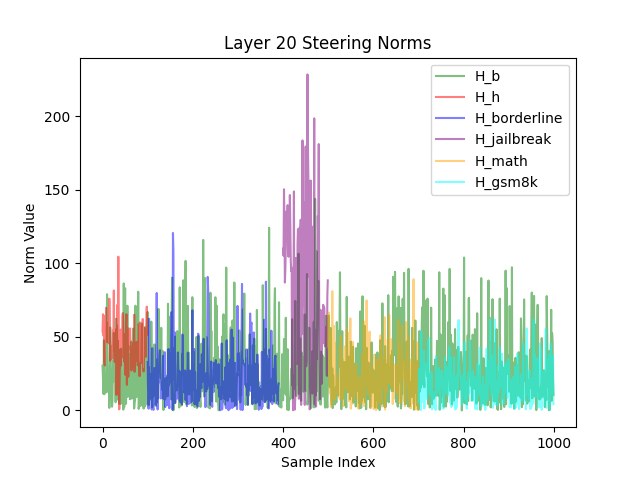 Layer 20 Steering Norms
H_b
H_h
H_borderline
H_jailbreak
H_math
H_gsm8k
Norm Value
200
150
100
50
0
0
200
400
600
800
1000
Sample Index